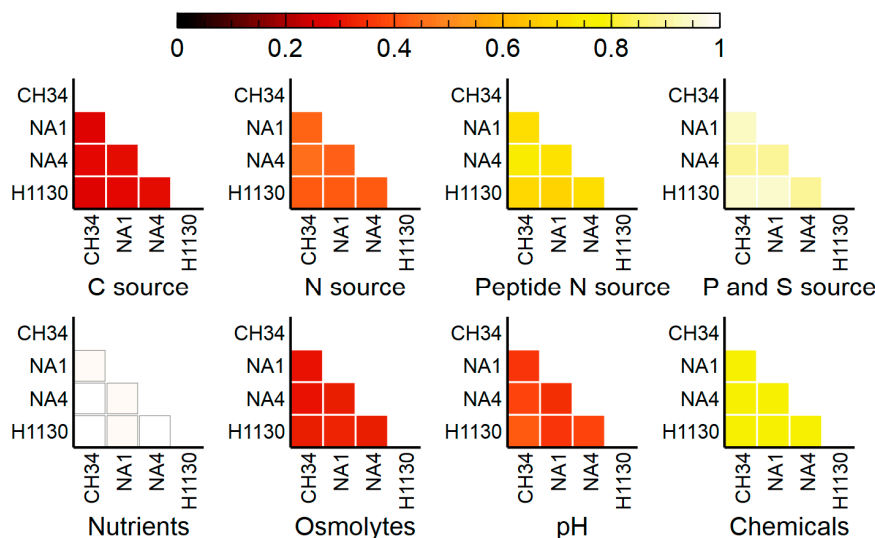 0 0.2 0.4 0.6 0.8 1
CH34 CH34 CH34 CH34
NA1 NA1 NA1 NA1
NA4 NA4 NA4 NA4
H1130 H1130 H1130 H1130
CH34 NA1 NA4 H1130 CH34 NA1 NA4 H1130 CH34 NA1 NA4 H1130 CH34 NA1 NA4 H1130
C source N source Peptide N source P and S source
CH34 CH34 CH34 CH34
NA1 NA1 NA1 NA1
NA4 NA4 NA4 NA4
H1130 H1130 H1130 H1130
CH34 NA1 NA4 H1130 CH34 NA1 NA4 H1130 CH34 NA1 NA4 H1130 CH34 NA1 NA4 H1130
Nutrients Osmolytes pH Chemicals